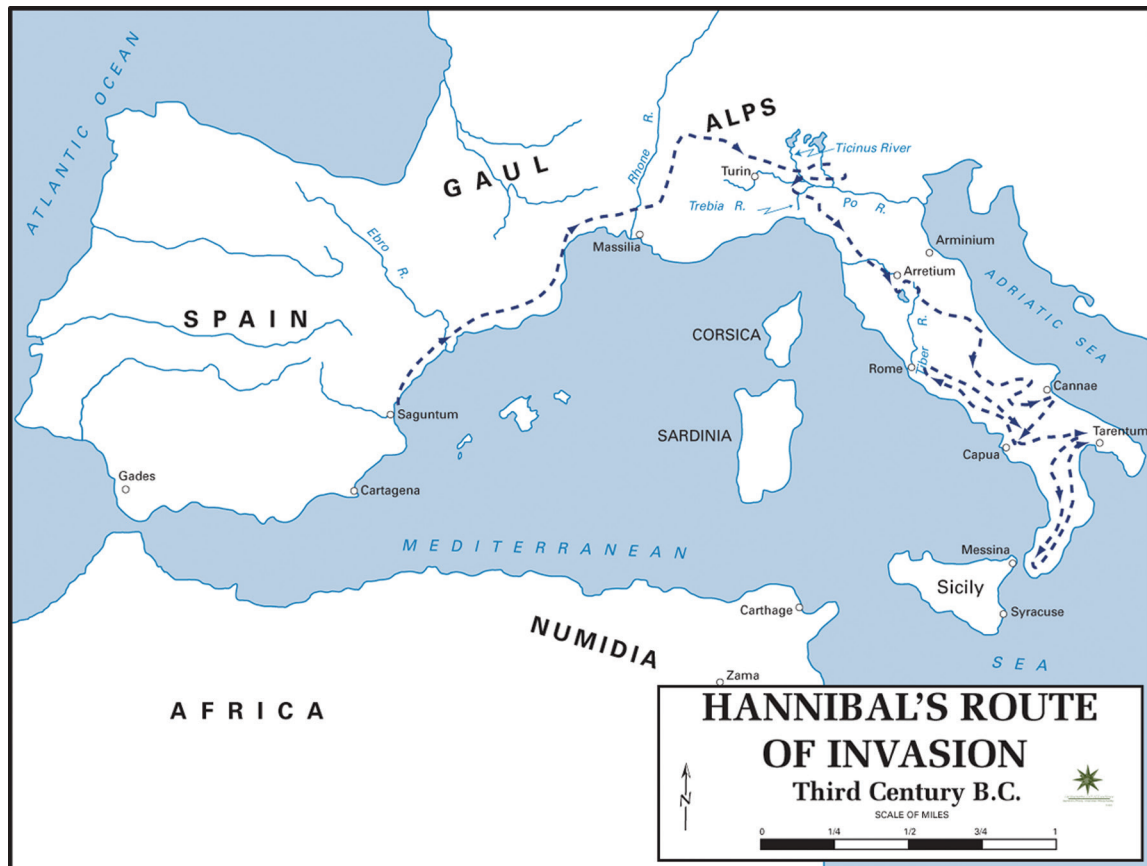 ATLANTIC OCEAN
GAUL
Rhone R.
ALPS
Ticinus River
Turin
Trebia R.
Po R.
Ebro R.
Massilia
Arminium
Arretium
ADRIATIC SEA
SPAIN
CORSICA
Tiber R.
Rome
Cannae
Saguntum
SARDINIA
Tarentum
Capua
Gades
Cartagena
MEDITERRANEAN
Messina
Sicily
Carthage
Syracuse
NUMIDIA
SEA
Zama
AFRICA
HANNIBAL'S ROUTE
OF INVASION
Third Century B.C.
SCALE OF MILES
0 1/4 1/2 3/4 1
N